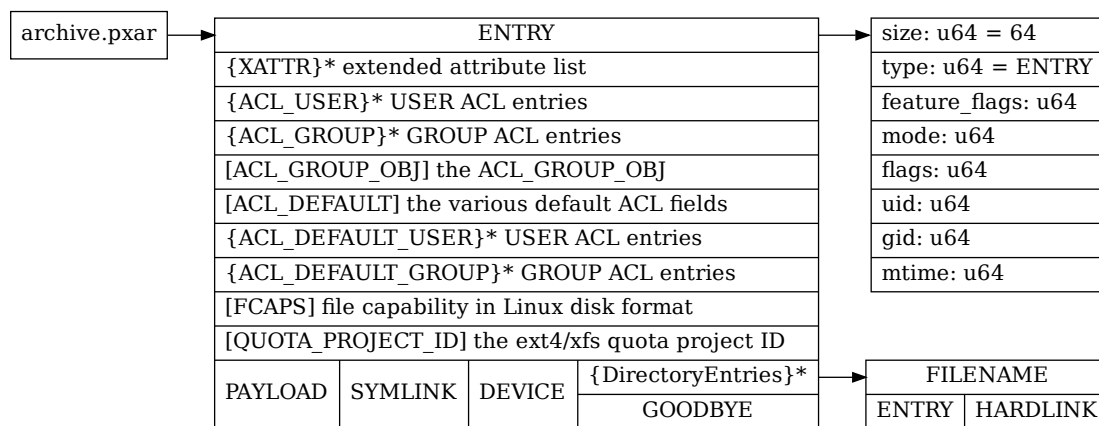 archive.pxar
ENTRY
{XATTR}* extended attribute list
{ACL_USER}* USER ACL entries
{ACL_GROUP}* GROUP ACL entries
[ACL_GROUP_OBJ] the ACL_GROUP_OBJ
[ACL_DEFAULT] the various default ACL fields
{ACL_DEFAULT_USER}* USER ACL entries
{ACL_DEFAULT_GROUP}* GROUP ACL entries
[FCAPS] file capability in Linux disk format
[QUOTA_PROJECT_ID] the ext4/xfs quota project ID
PAYLOAD
SYMLINK
DEVICE
{DirectoryEntries}*
GOODBYE
size: u64 = 64
type: u64 = ENTRY
feature_flags: u64
mode: u64
flags: u64
uid: u64
gid: u64
mtime: u64
FILENAME
ENTRY
HARDLINK